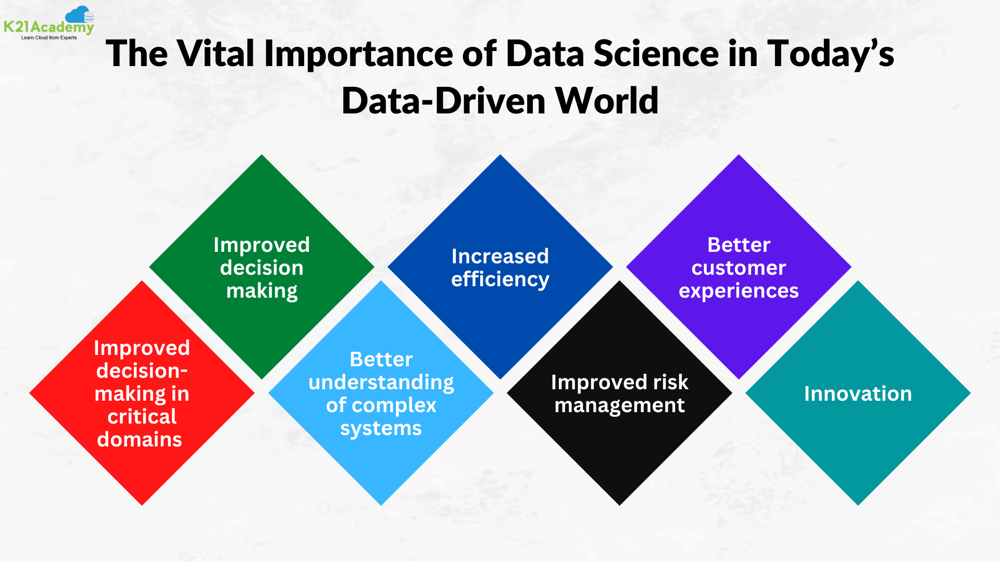 K21Academy
Learn Cloud from Experts
The Vital Importance of Data Science in Today’s
Data-Driven World
Improved
decision
making
Increased
efficiency
Better
customer
experiences
Improved
decision-
making in
critical
domains
Better
understanding
of complex
systems
Improved risk
management
Innovation